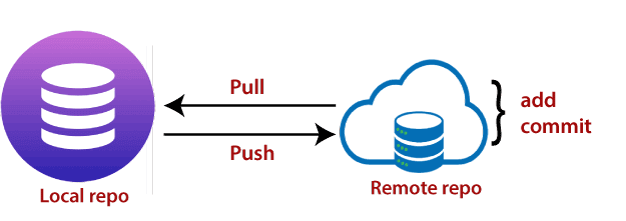 Pull
Push
add
commit
Local repo
Remote repo